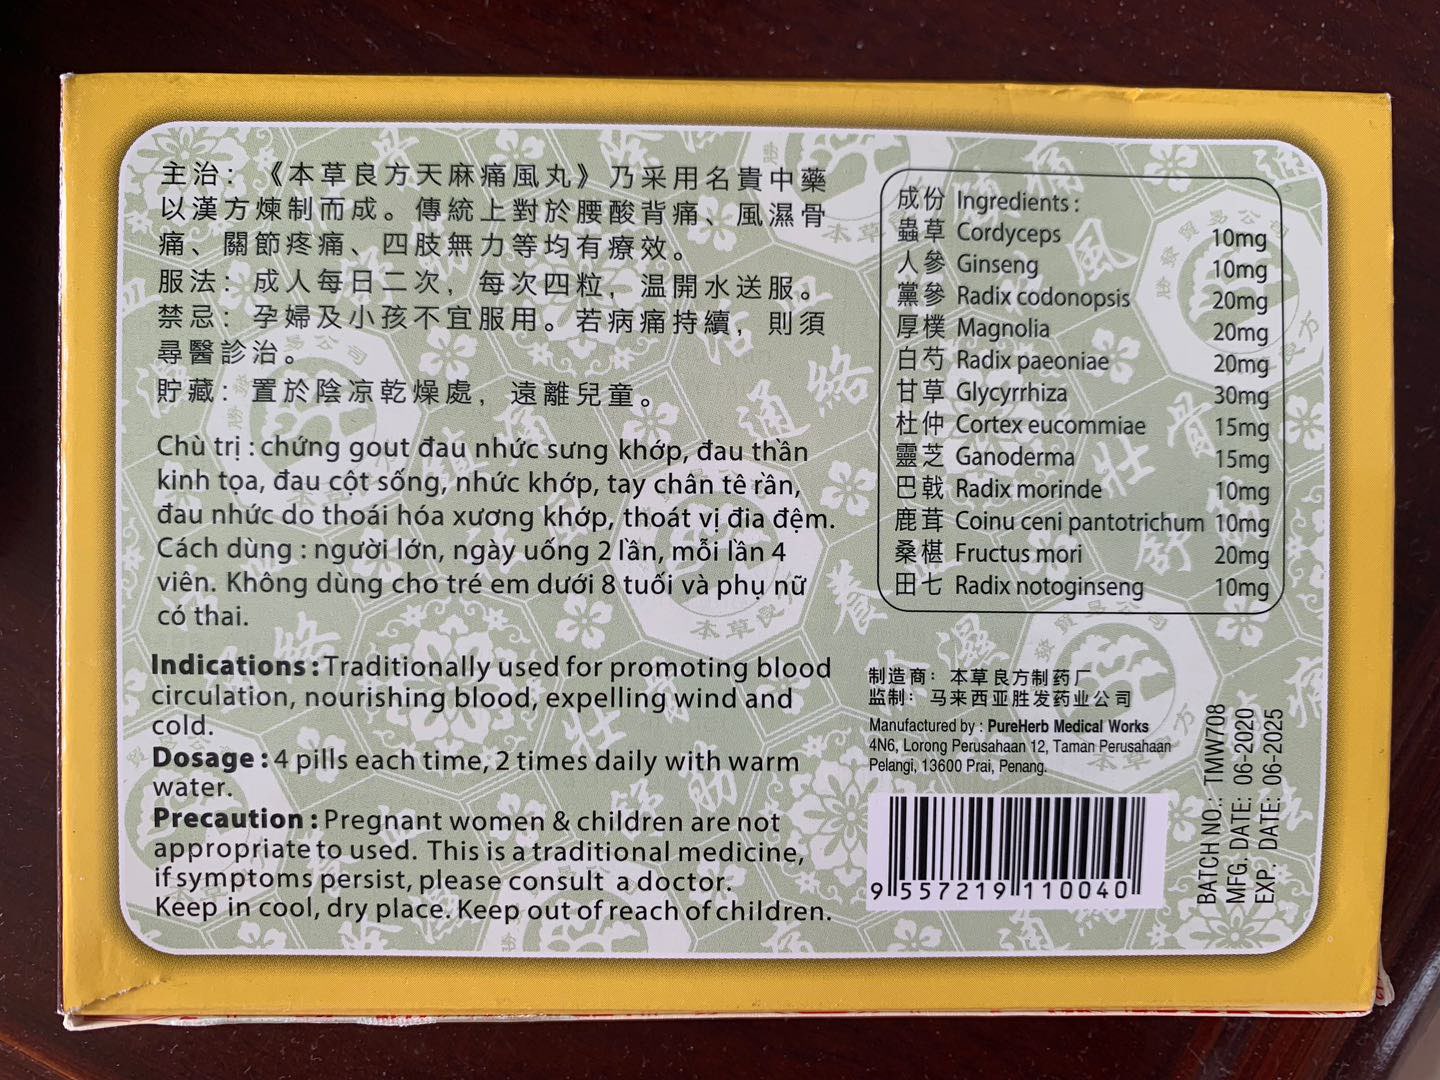 主治：《本草良方天麻痛風丸》乃采用名貴中藥
以漢方煉制而成。傳統上對於腰酸背痛、風濕骨
痛、關節疼痛、四肢無力等均有療效。
服法：成人每日二次，每次四粒，温開水送服。
禁忌：孕婦及小孩不宜服用。若病痛持續，則須
尋醫診治。
貯藏：置於陰凉乾燥處，遠離兒童。
Chù trị : chứng gout đau nhức sưng khớp, đau thần
kinh tọa, đau cột sống, nhức khớp, tay chân tê rần,
đau nhức do thoái hóa xương khớp, thoát vị đia đệm.
Cách dùng : người lớn, ngày uống 2 lần, mỗi lần 4
viên. Không dùng cho tré em dưới 8 tuổi và phụ nữ
có thai.
Indications : Traditionally used for promoting blood
circulation, nourishing blood, expelling wind and
cold.
Dosage : 4 pills each time, 2 times daily with warm
water.
Precaution : Pregnant women & children are not
appropriate to used. This is a traditional medicine,
if symptoms persist, please consult a doctor.
Keep in cool, dry place. Keep out of reach of children.
成份 Ingredients :
蟲草 Cordyceps 10mg
人參 Ginseng 10mg
黨參 Radix codonopsis 20mg
厚樸 Magnolia 20mg
白芍 Radix paeoniae 20mg
甘草 Glycyrrhiza 30mg
杜仲 Cortex eucommiae 15mg
靈芝 Ganoderma 15mg
巴戟 Radix morinde 10mg
鹿茸 Coinu ceni pantotrichum 10mg
桑椹 Fructus mori 20mg
田七 Radix notoginseng 10mg
制造商：本草良方制药厂
监制：马来西亚胜发药业公司
Manufactured by : PureHerb Medical Works
4N6, Lorong Perusahaan 12, Taman Perusahaan
Pelangi, 13600 Prai, Penang.
9 557219 110040
BATCH NO.: TMW708
MFG. DATE: 06-2020
EXP. DATE: 06-2025